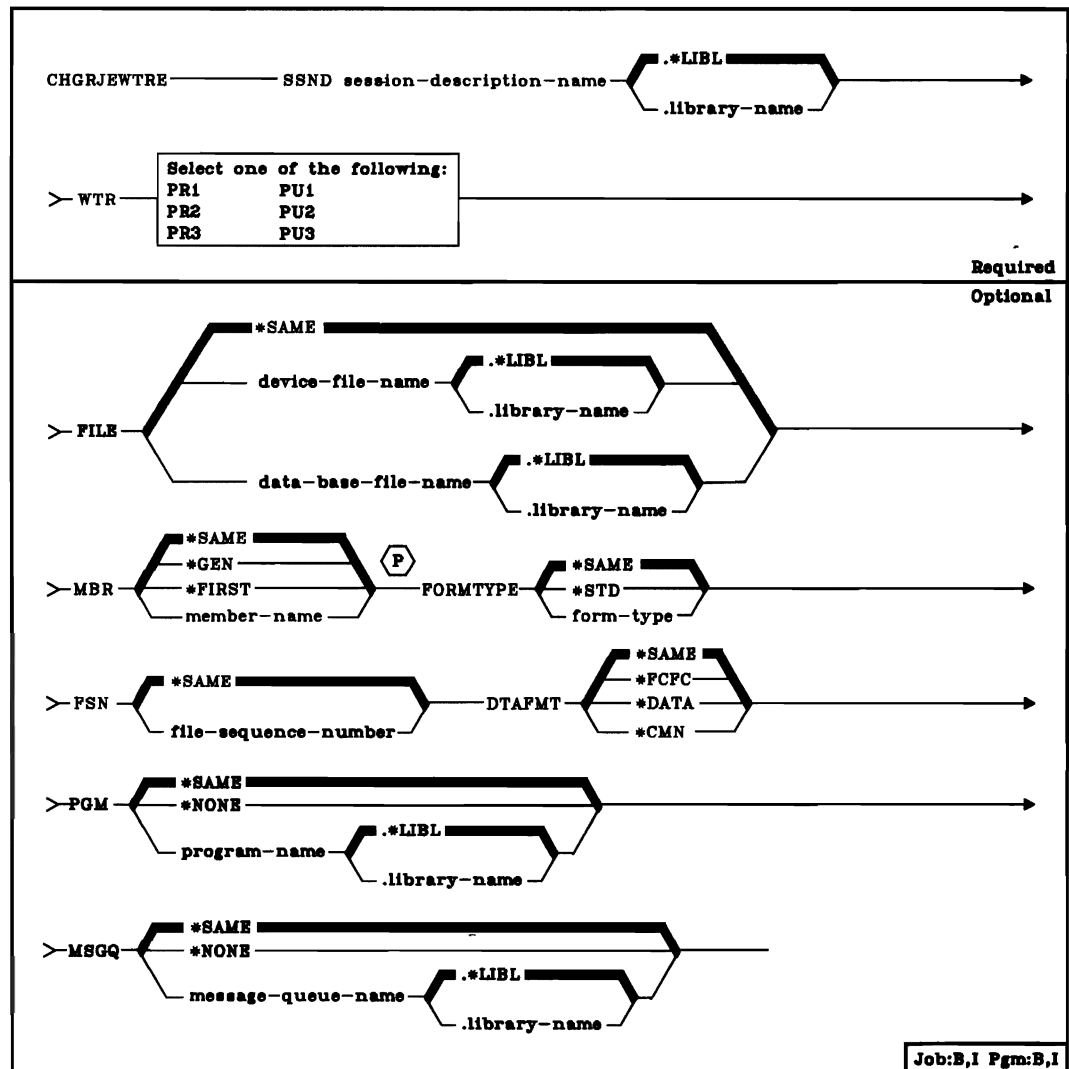 .*LIBL
CHGRJEWTRE SSND session-description-name
.library-name
Select one of the following:
PR1 PU1
WTR PR2 PU2
PR3 PU3
Required
Optional
*SAME
.*LIBL
device-file-name
.library-name
FILE
.*LIBL
data-base-file-name
.library-name
*SAME *SAME
*GEN P
MBR *FIRST FORMTYPE *STD
member-name form-type
*SAME
*SAME *FCFC
FSN DTAFMT *DATA
file-sequence-number *CMN
*SAME
PGM *NONE
.*LIBL
program-name
.library-name
*SAME
MSGQ *NONE
.*LIBL
message-queue-name
.library-name
Job:B,I Pgm:B,I